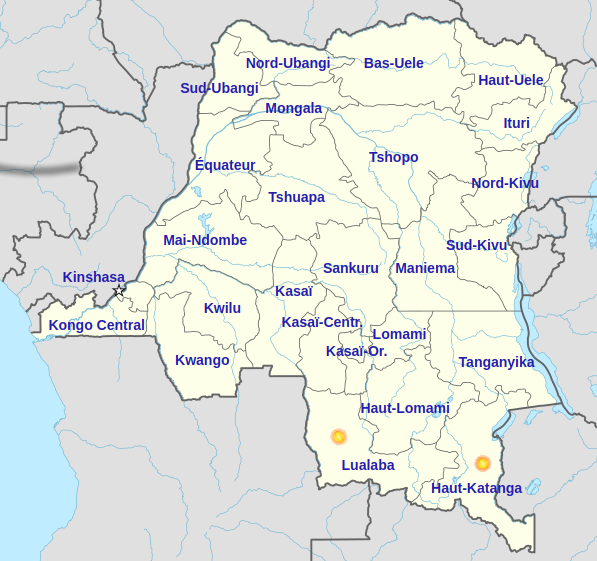 Nord-Ubangi
Bas-Uele
Haut-Uele
Sud-Ubangi
Mongala
Ituri
Équateur
Tshopo
Nord-Kivu
Tshuapa
Mai-Ndombe
Sud-Kivu
Sankuru
Maniema
Kinshasa
Kasaï
Kwilu
Kasaï-Centr.
Kongo Central
Lomami
Kasaï-Or.
Kwango
Tanganyika
Haut-Lomami
Lualaba
Haut-Katanga